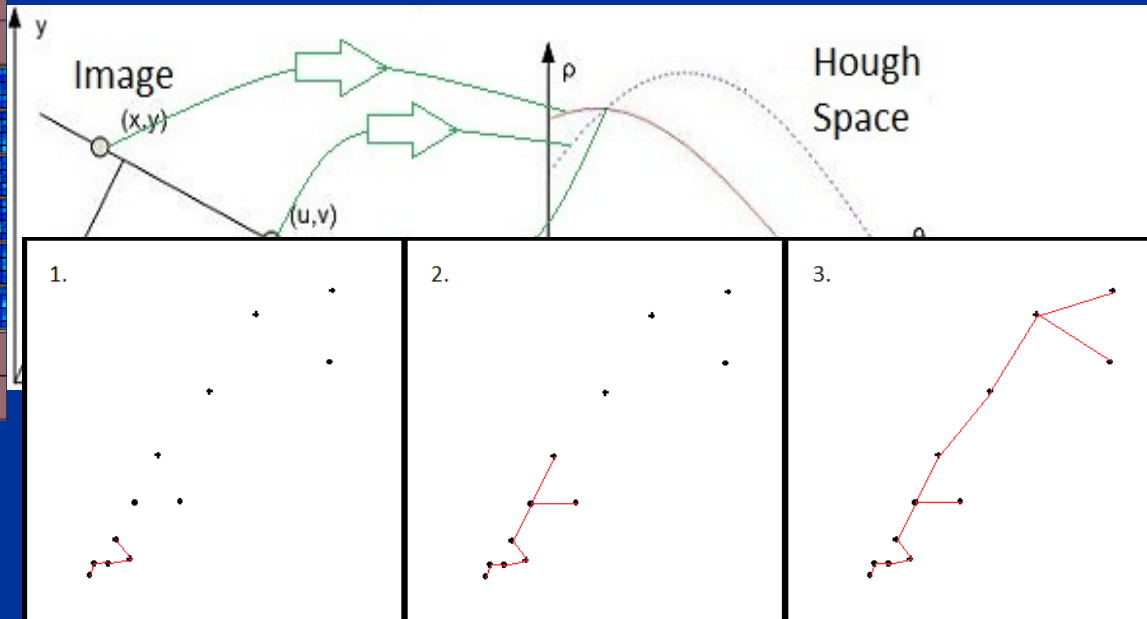 y
Image
(x,y)
(u,v)
ρ
Hough
Space
1.
2.
3.